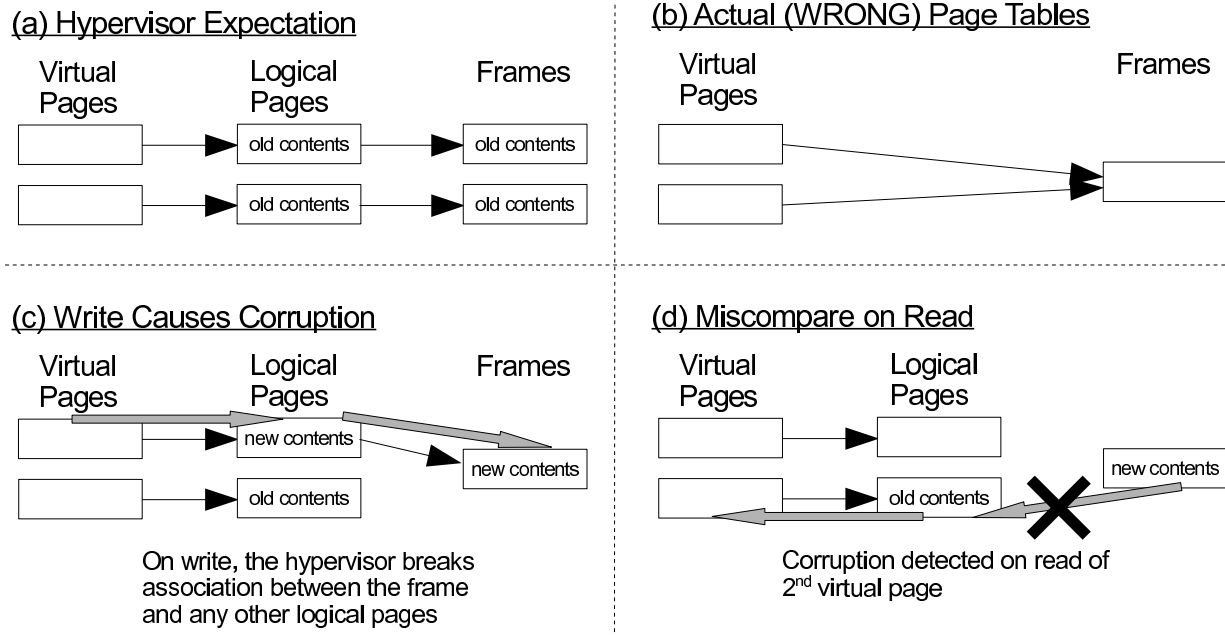 (a) Hypervisor Expectation
Virtual
Pages
Logical
Pages
Frames
old contents
old contents
old contents
old contents
(b) Actual (WRONG) Page Tables
Virtual
Pages
Frames
(c) Write Causes Corruption
Virtual
Pages
Logical
Pages
Frames
new contents
new contents
old contents
On write, the hypervisor breaks
association between the frame
and any other logical pages
(d) Miscompare on Read
Virtual
Pages
Logical
Pages
new contents
old contents
Corruption detected on read of
2nd virtual page